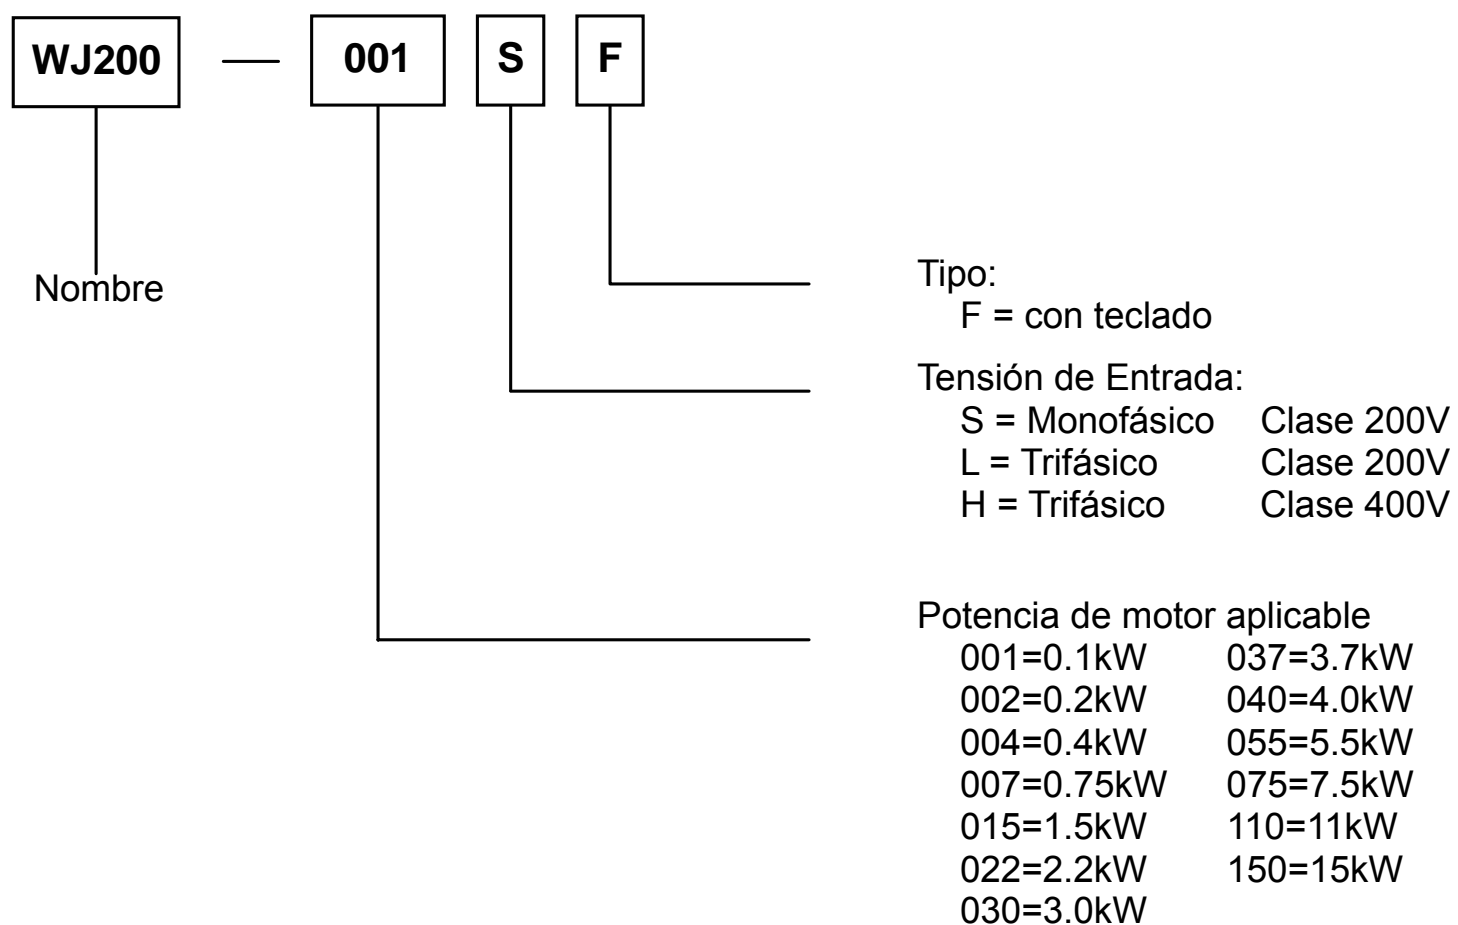 WJ200 — 001 S F
Nombre
Tipo:
F = con teclado
Tensión de Entrada:
S = Monofásico Clase 200V
L = Trifásico Clase 200V
H = Trifásico Clase 400V
Potencia de motor aplicable
001=0.1kW 037=3.7kW
002=0.2kW 040=4.0kW
004=0.4kW 055=5.5kW
007=0.75kW 075=7.5kW
015=1.5kW 110=11kW
022=2.2kW 150=15kW
030=3.0kW